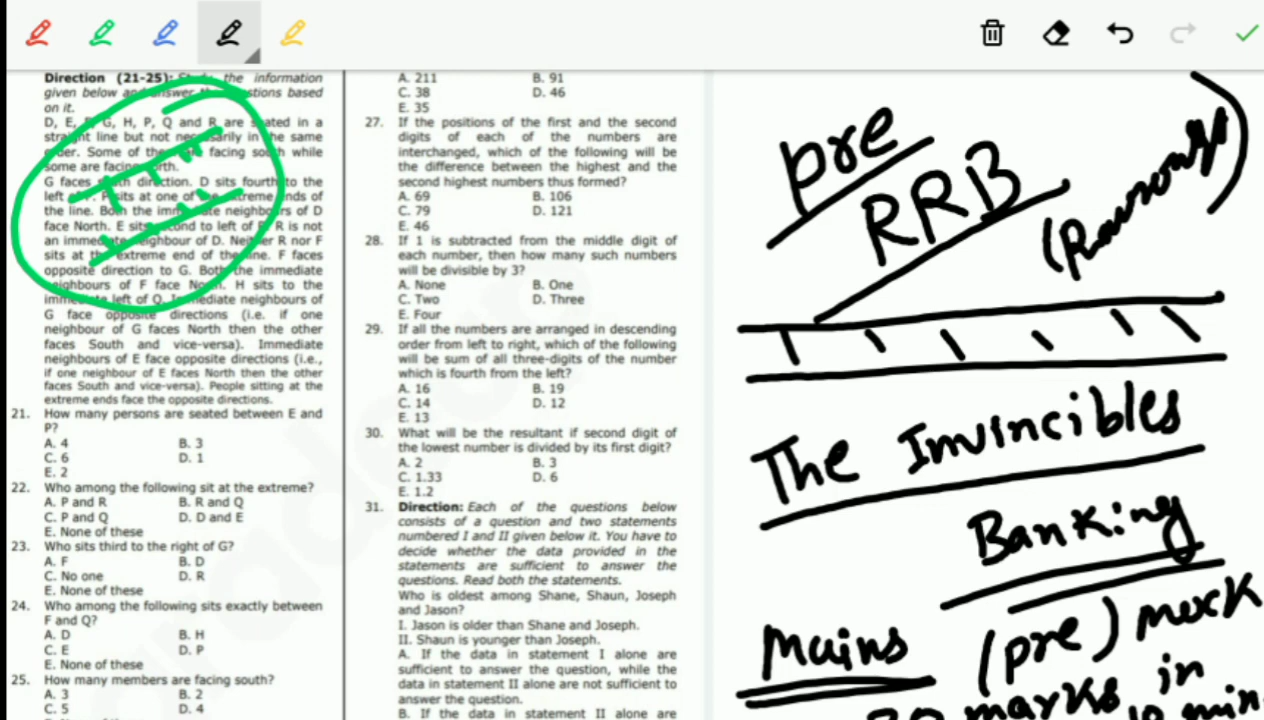 Direction (21-25): Study the information
given below and answer the questions based
on it.
D, E, F, G, H, P, Q and R are seated in a
straight line but not necessarily in the same
order. Some of them are facing south while
some are facing north.
G faces direction. D sits fourth to the
left of P. sits at one of the extreme ends of
the line. Both the immediate neighbours of D
face North. E sits second to left of R is not
an immediate neighbour of D. Neither R nor F
sits at the extreme end of the line. F faces
opposite direction to G. Both the immediate
neighbours of F face North. H sits to the
immediate left of Q. Immediate neighbours of
G face opposite directions (i.e. if one
neighbour of G faces North then the other
faces South and vice-versa). Immediate
neighbours of E face opposite directions (i.e.,
if one neighbour of E faces North then the other
faces South and vice-versa). People sitting at the
extreme ends face the opposite directions.
21. How many persons are seated between E and
P?
A. 4 B. 3
C. 6 D. 1
E. 2
22. Who among the following sit at the extreme?
A. P and R B. R and Q
C. P and Q D. D and E
E. None of these
23. Who sits third to the right of G?
A. F B. D
C. No one D. R
E. None of these
24. Who among the following sits exactly between
F and Q?
A. D B. H
C. E D. P
E. None of these
25. How many members are facing south?
A. 3 B. 2
C. 5 D. 4
A. 211 B. 91
C. 38 D. 46
E. 35
27. If the positions of the first and the second
digits of each of the numbers are
interchanged, which of the following will be
the difference between the highest and the
second highest numbers thus formed?
A. 69 B. 106
C. 79 D. 121
E. 46
28. If 1 is subtracted from the middle digit of
each number, then how many such numbers
will be divisible by 3?
A. None B. One
C. Two D. Three
E. Four
29. If all the numbers are arranged in descending
order from left to right, which of the following
will be sum of all three-digits of the number
which is fourth from the left?
A. 16 B. 19
C. 14 D. 12
E. 13
30. What will be the resultant if second digit of
the lowest number is divided by its first digit?
A. 2 B. 3
C. 1.33 D. 6
E. 1.2
31. Direction: Each of the questions below
consists of a question and two statements
numbered I and II given below it. You have to
decide whether the data provided in the
statements are sufficient to answer the
questions. Read both the statements.
Who is oldest among Shane, Shaun, Joseph
and Jason?
I. Jason is older than Shane and Joseph.
II. Shaun is younger than Joseph.
A. If the data in statement I alone are
sufficient to answer the question, while the
data in statement II alone are not sufficient to
answer the question.
B. If the data in statement II alone are
pre
RRB
The Invincibles
Banking
Mains (pre) mock
marks in